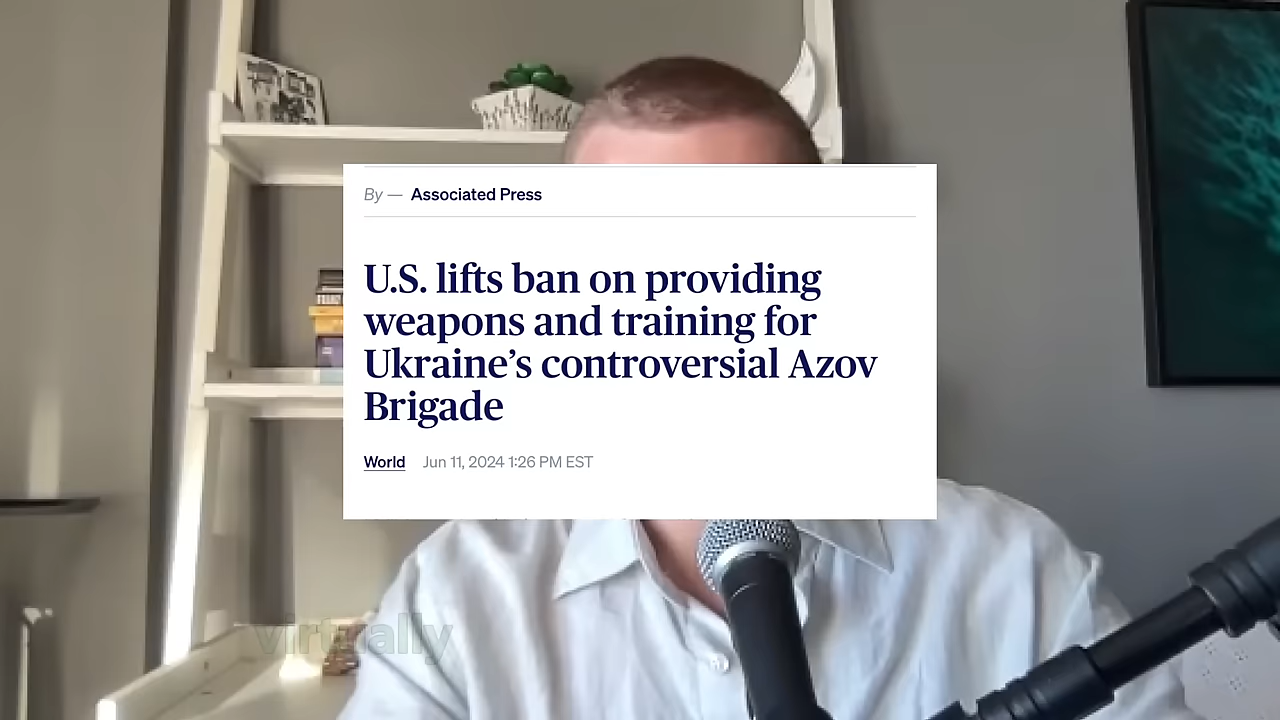 By — Associated Press
U.S. lifts ban on providing
weapons and training for
Ukraine’s controversial Azov
Brigade
World Jun 11, 2024 1:26 PM EST
virtually